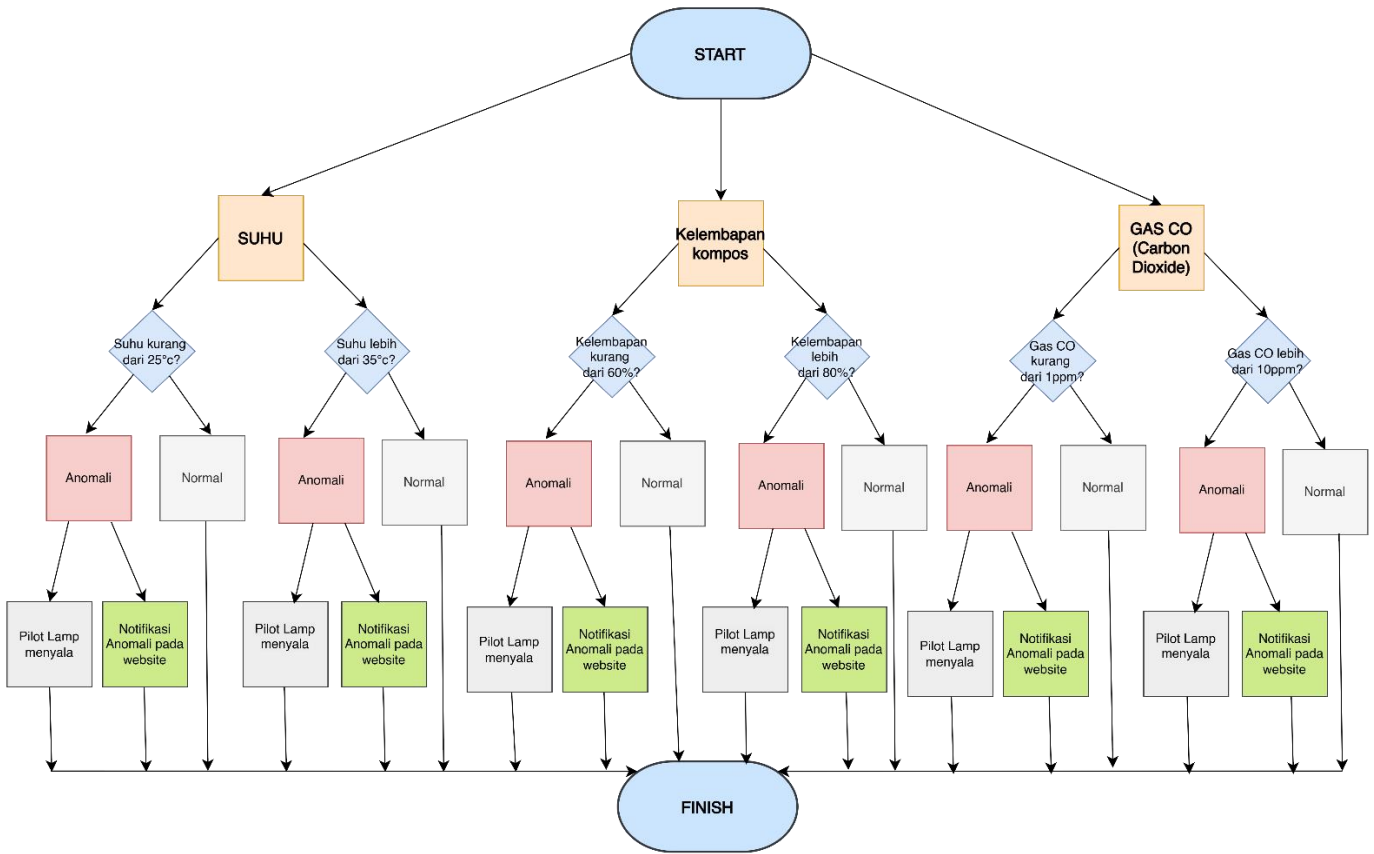 START
SUHU
Kelembapan
kompos
GAS CO
(Carbon
Dioxide)
Suhu kurang
dari 25°c?
Suhu lebih
dari 35°c?
Kelembapan
kurang
dari 60%?
Kelembapan
lebih
dari 80%?
Gas CO
kurang
dari 1ppm?
Gas CO lebih
dari 10ppm?
Anomali
Normal
Anomali
Normal
Anomali
Normal
Anomali
Normal
Anomali
Normal
Anomali
Normal
Pilot Lamp
menyala
Notifikasi
Anomali pada
website
Pilot Lamp
menyala
Notifikasi
Anomali pada
website
Pilot Lamp
menyala
Notifikasi
Anomali pada
website
Pilot Lamp
menyala
Notifikasi
Anomali pada
website
Pilot Lamp
menyala
Notifikasi
Anomali pada
website
Pilot Lamp
menyala
Notifikasi
Anomali pada
website
FINISH